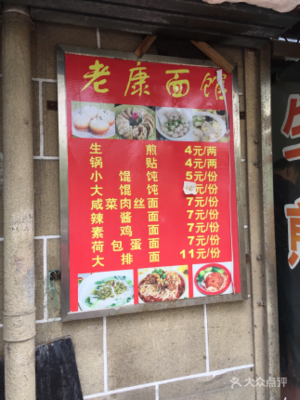 老康面馆
生煎 4元/两
锅贴 4元/两
小馄饨 5元/份
大馄饨 元/份
咸菜肉丝面 7元/份
辣酱面 7元/份
素鸡面 7元/份
荷包蛋面 7元/份
大排面 11元/份
生煎
大众点评